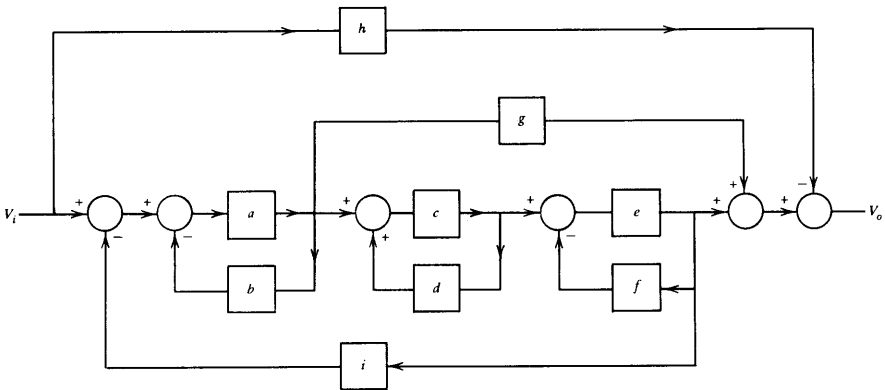 h
−
g
+
V_i + − + − a + + c + − e + + V_o
b d f
i